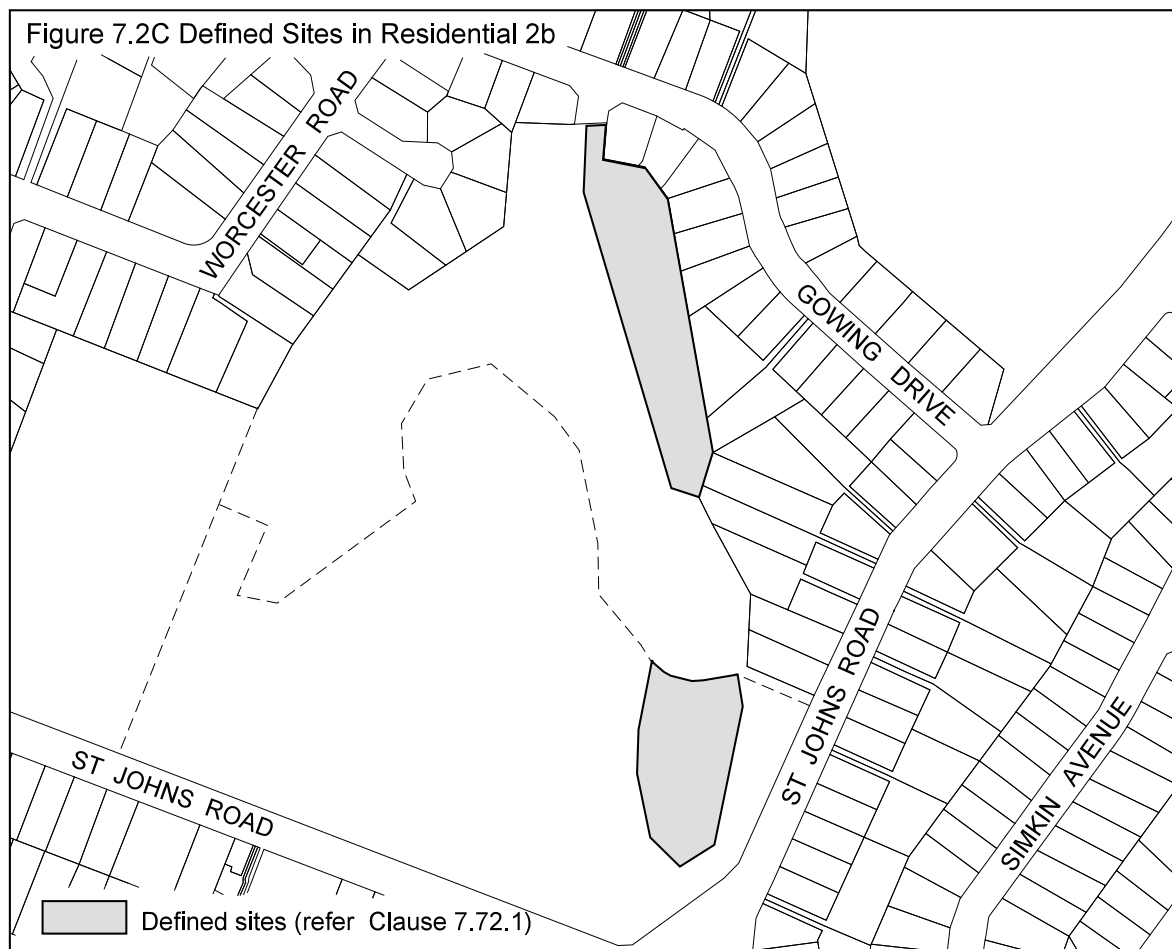 Figure 7.2C Defined Sites in Residential 2b
WORCESTER ROAD
GOWING DRIVE
ST JOHNS ROAD
SIMKIN AVENUE
ST JOHNS ROAD
Defined sites (refer Clause 7.72.1)